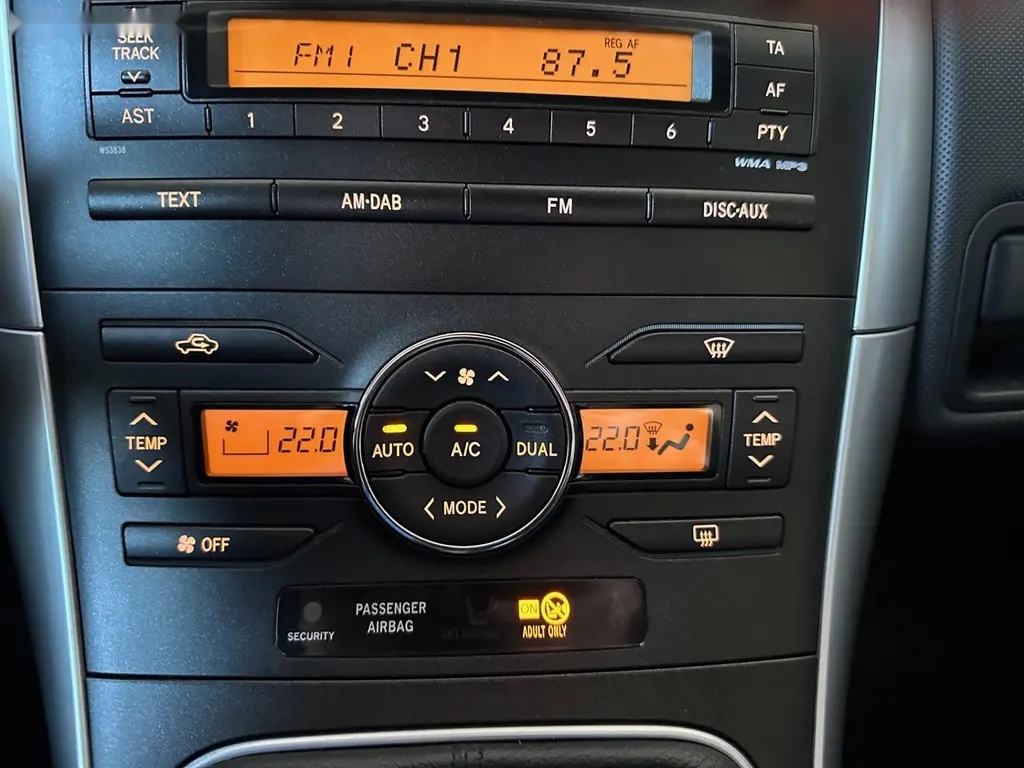 SEEK
TRACK
FM1 CH1 REG AF 87.5
TA
AF
PTY
AST 1 2 3 4 5 6
WS3838
WMA MP3
TEXT AM·DAB FM DISC·AUX
TEMP 22.0 AUTO A/C DUAL 22.0 TEMP
MODE
OFF
SECURITY PASSENGER
AIRBAG
ON
ADULT ONLY